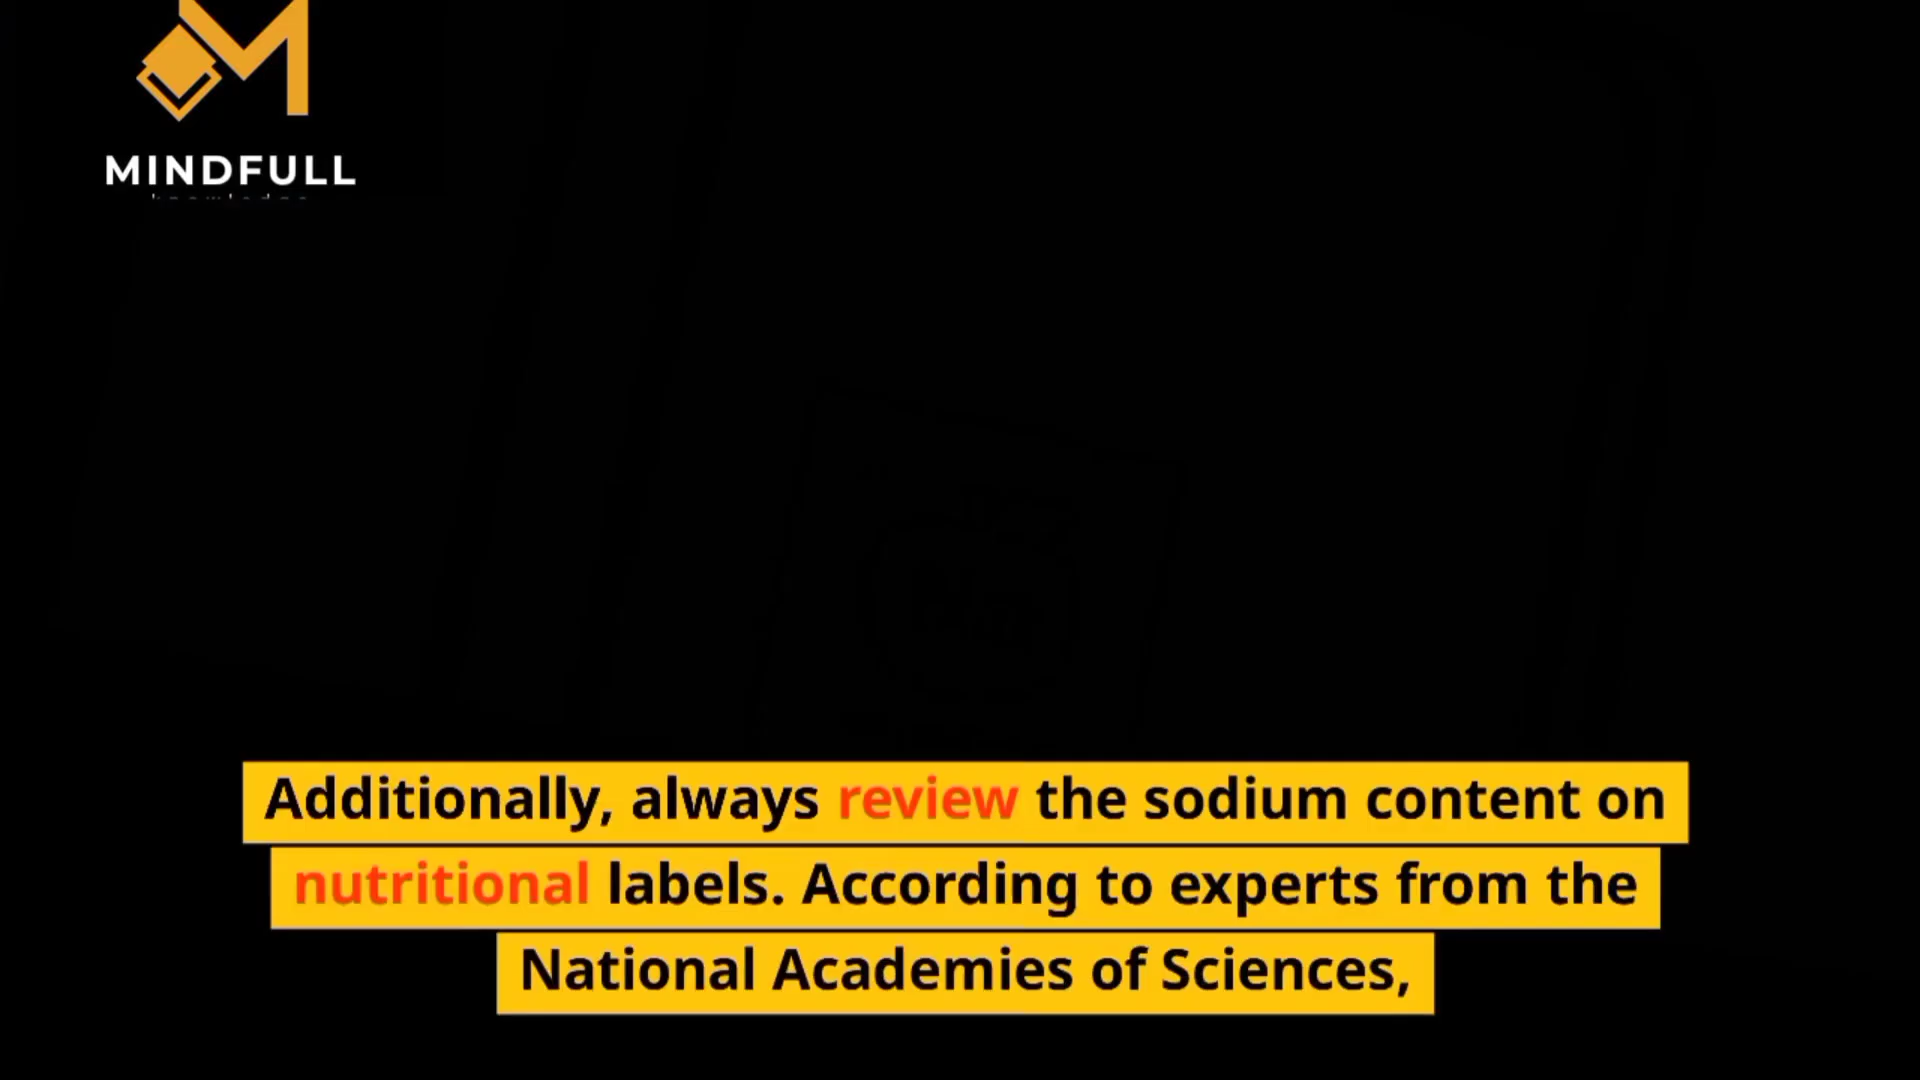 MINDFULL
knowledge
Additionally, always review the sodium content on
nutritional labels. According to experts from the
National Academies of Sciences,